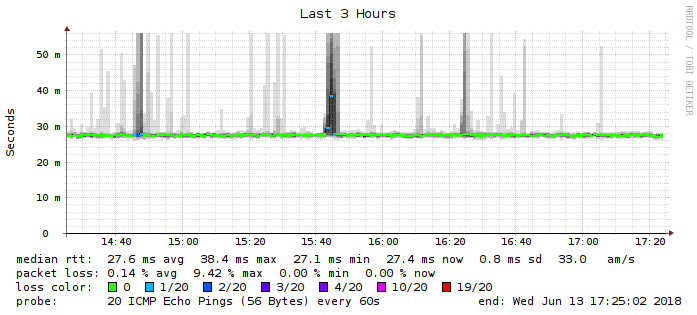 Last 3 Hours
RRDTOOL / TOBI OETIKER
Seconds
50 m
40 m
30 m
20 m
10 m
0
14:40 15:00 15:20 15:40 16:00 16:20 16:40 17:00 17:20
median rtt: 27.6 ms avg 38.4 ms max 27.1 ms min 27.4 ms now 0.8 ms sd 33.0 am/s
packet loss: 0.14 % avg 9.42 % max 0.00 % min 0.00 % now
loss color: 0 1/20 2/20 3/20 4/20 10/20 19/20
probe: 20 ICMP Echo Pings (56 Bytes) every 60s end: Wed Jun 13 17:25:02 2018